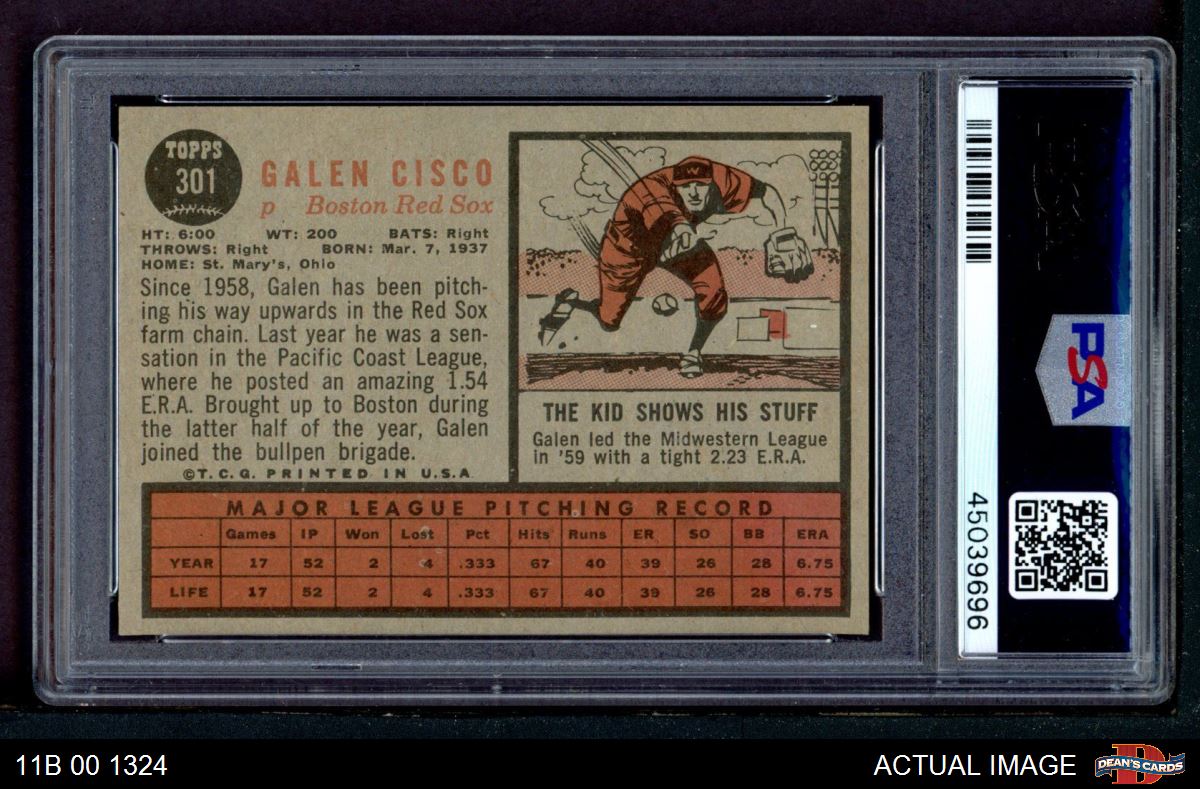 TOPPS
301
GALEN CISCO
p Boston Red Sox
HT: 6:00 WT: 200 BATS: Right
THROWS: Right BORN: Mar. 7, 1937
HOME: St. Mary's, Ohio
Since 1958, Galen has been pitch-
ing his way upwards in the Red Sox
farm chain. Last year he was a sen-
sation in the Pacific Coast League,
where he posted an amazing 1.54
E.R.A. Brought up to Boston during
the latter half of the year, Galen
joined the bullpen brigade.
©T.C.G. PRINTED IN U.S.A.
W
THE KID SHOWS HIS STUFF
Galen led the Midwestern League
in '59 with a tight 2.23 E.R.A.
MAJOR LEAGUE PITCHING RECORD
Games IP Won Lost Pct Hits Runs ER SO BB ERA
YEAR 17 52 2 4 .333 67 40 39 26 28 6.75
LIFE 17 52 2 4 .333 67 40 39 26 28 6.75
PSA
45039696
11B 00 1324
ACTUAL IMAGE
DEAN'S CARDS